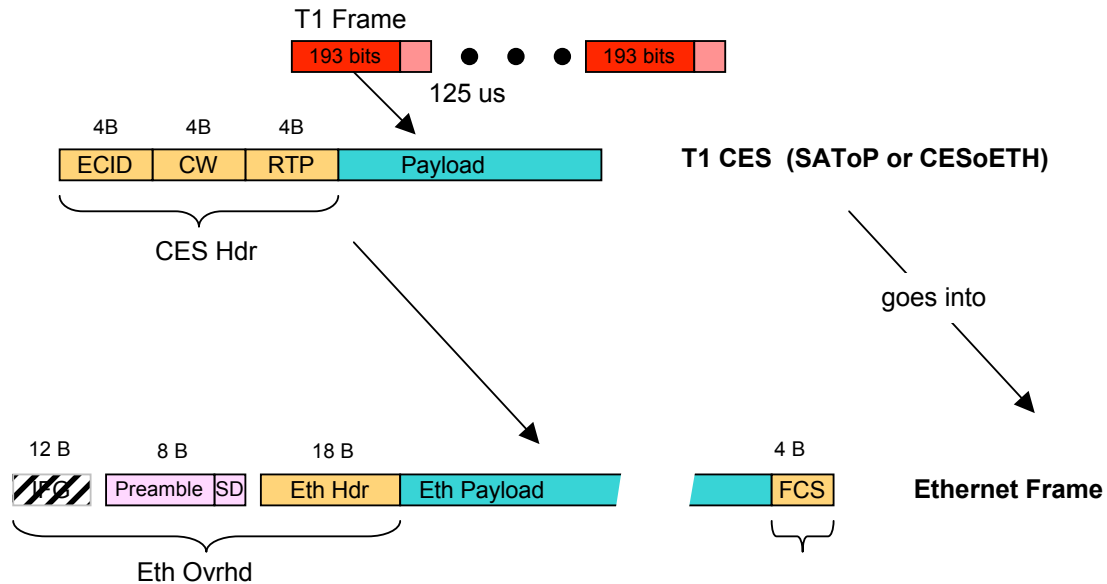 T1 Frame
193 bits
193 bits
125 us
4B
4B
4B
ECID
CW
RTP
Payload
T1 CES (SAToP or CESoETH)
CES Hdr
goes into
12 B
8 B
18 B
4 B
IFG
Preamble
SD
Eth Hdr
Eth Payload
FCS
Ethernet Frame
Eth Ovrhd